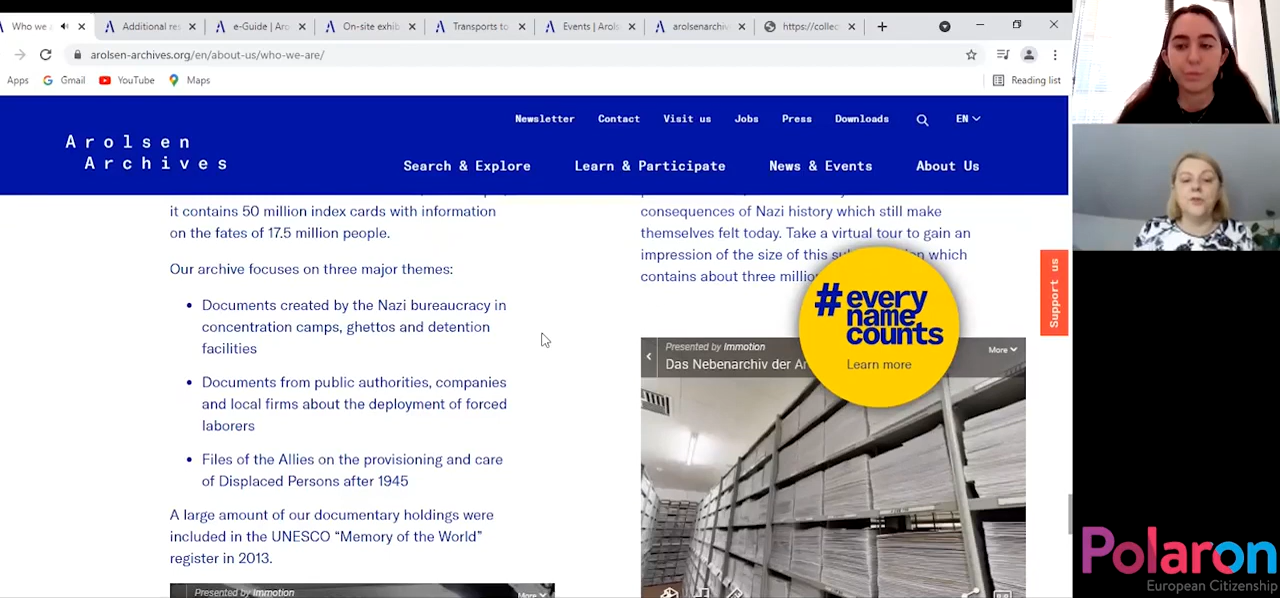 Who we
Additional res
e-Guide | Aro
On-site exhib
Transports to
Events | Arols
arolsenarchiv
https://collec
arolsen-archives.org/en/about-us/who-we-are/
Apps
Gmail
YouTube
Maps
Reading list
Newsletter
Contact
Visit us
Jobs
Press
Downloads
EN
Arolsen
Archives
Search & Explore
Learn & Participate
News & Events
About Us
it contains 50 million index cards with information
on the fates of 17.5 million people.
Our archive focuses on three major themes:
• Documents created by the Nazi bureaucracy in
concentration camps, ghettos and detention
facilities
• Documents from public authorities, companies
and local firms about the deployment of forced
laborers
• Files of the Allies on the provisioning and care
of Displaced Persons after 1945
A large amount of our documentary holdings were
included in the UNESCO “Memory of the World”
register in 2013.
Presented by Immotion
More
consequences of Nazi history which still make
themselves felt today. Take a virtual tour to gain an
impression of the size of this su which
contains about three millio
#every
name
counts
Learn more
Presented by Immotion
Das Nebenarchiv der A
More
Support us
Polaron
European Citizenship